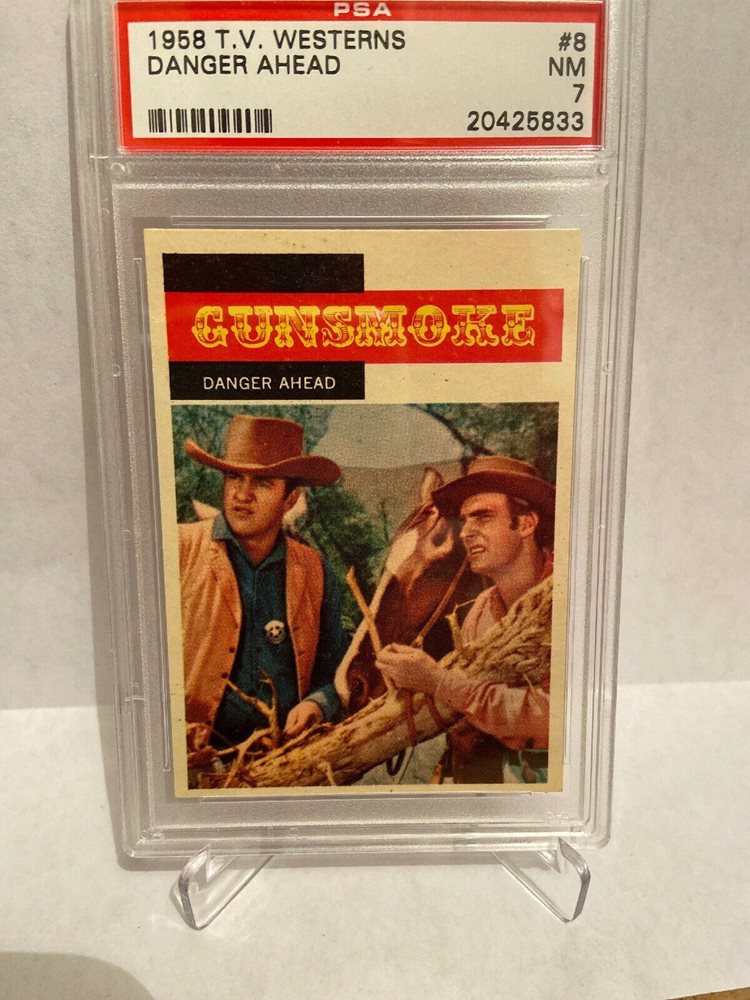 PSA
1958 T.V. WESTERNS #8
DANGER AHEAD NM
7
20425833
GUNSMOKE
DANGER AHEAD